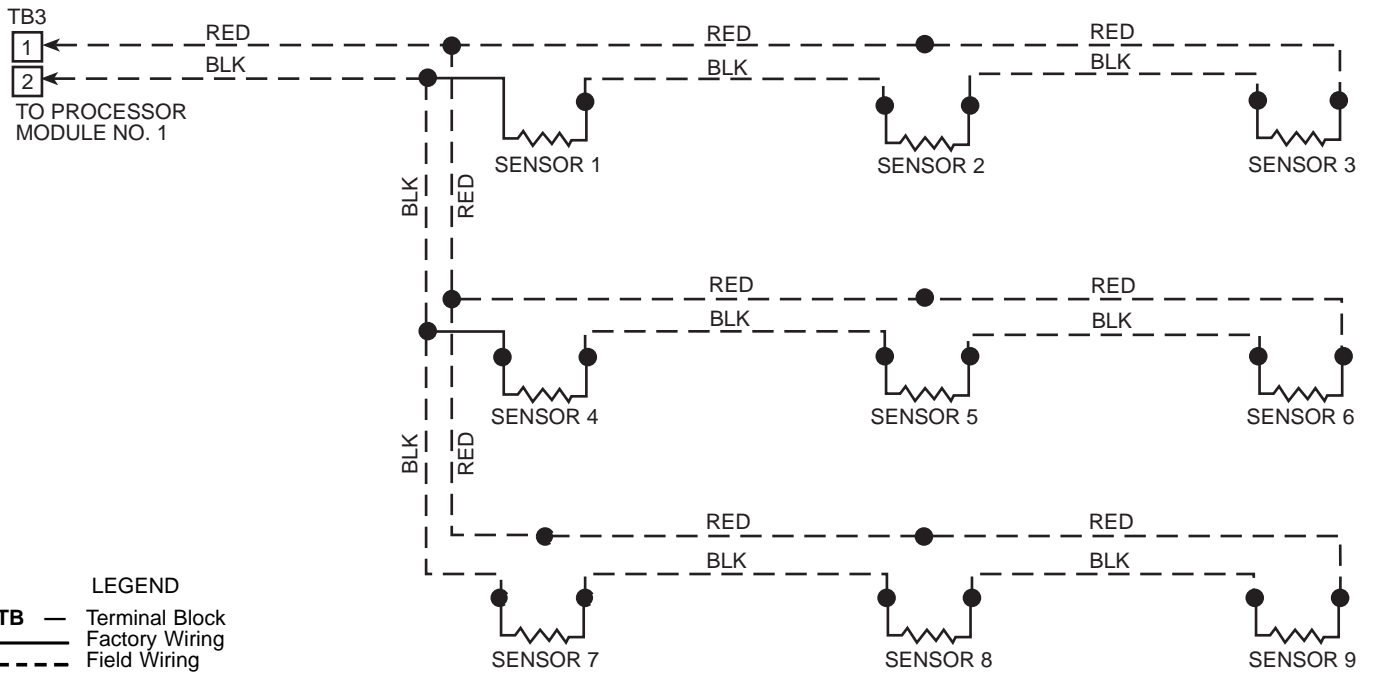 TB3
1
RED
RED
RED
2
BLK
BLK
BLK
TO PROCESSOR
MODULE NO. 1
SENSOR 1
SENSOR 2
SENSOR 3
BLK
RED
RED
RED
BLK
BLK
SENSOR 4
SENSOR 5
SENSOR 6
BLK
RED
RED
RED
BLK
BLK
SENSOR 7
SENSOR 8
SENSOR 9
LEGEND
TB — Terminal Block
Factory Wiring
Field Wiring